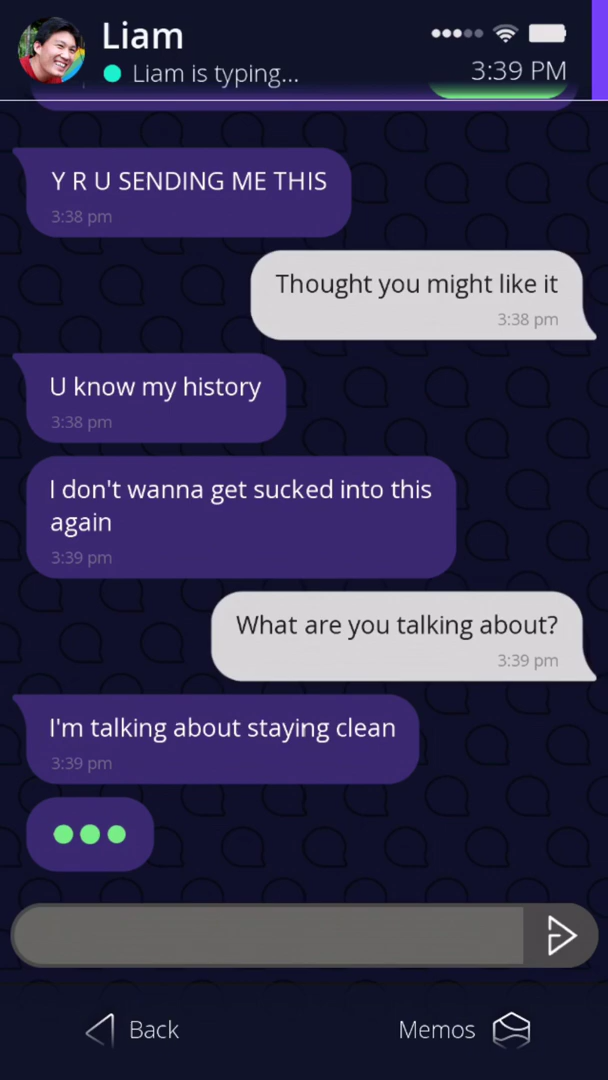 Liam
Liam is typing...
3:39 PM
Y R U SENDING ME THIS
3:38 pm
Thought you might like it
3:38 pm
U know my history
3:38 pm
I don't wanna get sucked into this
again
3:39 pm
What are you talking about?
3:39 pm
I'm talking about staying clean
3:39 pm
Back
Memos